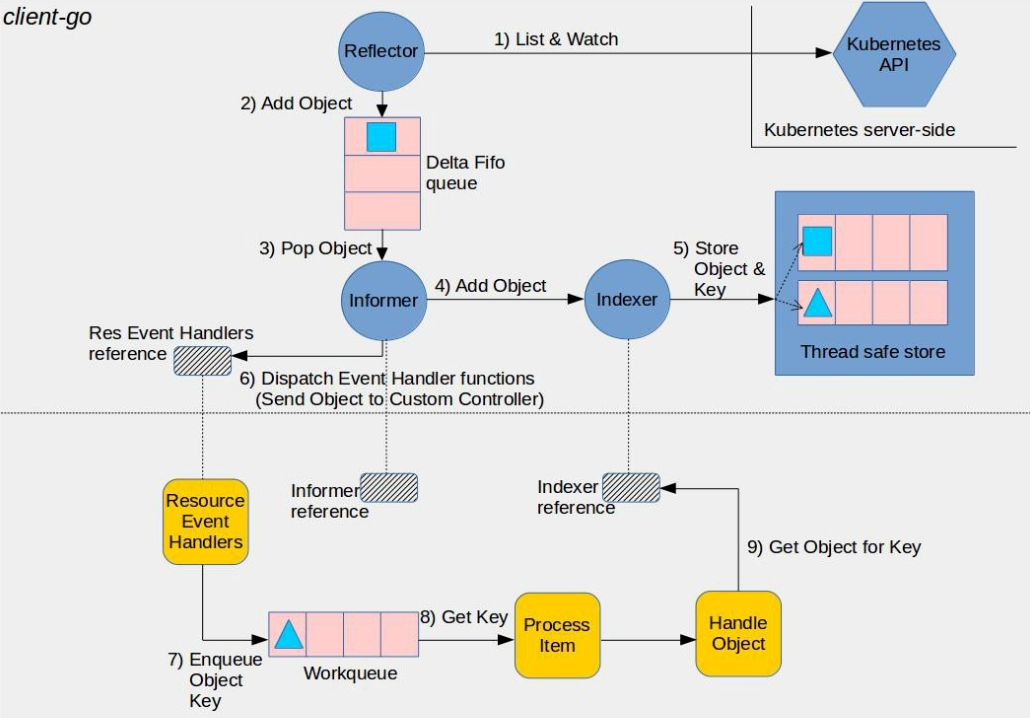 client-go
Reflector
1) List & Watch
Kubernetes
API
Kubernetes server-side
2) Add Object
Delta Fifo
queue
3) Pop Object
Informer
4) Add Object
Indexer
5) Store
Object &
Key
Thread safe store
Res Event Handlers
reference
6) Dispatch Event Handler functions
(Send Object to Custom Controller)
Resource
Event
Handlers
Informer
reference
Indexer
reference
9) Get Object for Key
7) Enqueue
Object
Key
Workqueue
8) Get Key
Process
Item
Handle
Object